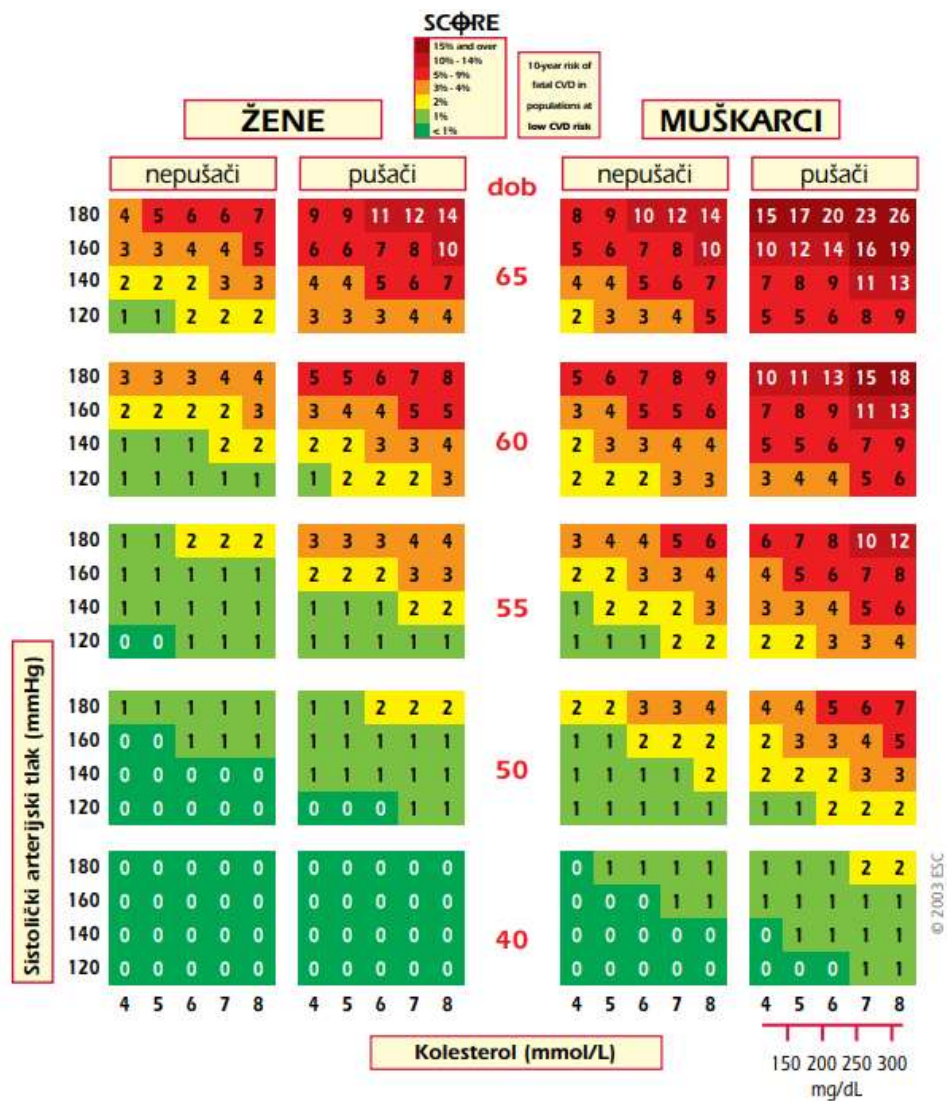 SCORE
15% and over
10% - 14%
5% - 9%
3% - 4%
2%
1%
< 1%
10-year risk of
fatal CVD in
populations at
low CVD risk
ŽENE
MUŠKARCI
nepušači
pušači
dob
nepušači
pušači
180 4 5 6 6 7 9 9 11 12 14 8 9 10 12 14 15 17 20 23 26
160 3 3 4 4 5 6 6 7 8 10 5 6 7 8 10 10 12 14 16 19
65
140 2 2 2 3 3 4 4 5 6 7 4 4 5 6 7 7 8 9 11 13
120 1 1 2 2 2 3 3 3 4 4 2 3 3 4 5 5 5 6 8 9
180 3 3 3 4 4 5 5 6 7 8 5 6 7 8 9 10 11 13 15 18
160 2 2 2 2 3 3 4 4 5 5 3 4 5 5 6 7 8 9 11 13
60
140 1 1 1 2 2 2 2 3 3 4 2 3 3 4 4 5 5 6 7 9
120 1 1 1 1 1 1 2 2 2 3 2 2 2 3 3 3 4 4 5 6
180 1 1 2 2 2 3 3 3 4 4 3 4 4 5 6 6 7 8 10 12
160 1 1 1 1 1 2 2 2 3 3 2 2 3 3 4 4 5 6 7 8
55
140 1 1 1 1 1 1 1 1 2 2 1 2 2 2 3 3 3 4 5 6
120 0 0 1 1 1 1 1 1 1 1 1 1 1 2 2 2 2 3 3 4
180 1 1 1 1 1 1 1 2 2 2 2 2 3 3 4 4 4 5 6 7
160 0 0 1 1 1 1 1 1 1 1 1 1 2 2 2 2 3 3 4 5
50
140 0 0 0 0 0 1 1 1 1 1 1 1 1 1 2 2 2 2 3 3
120 0 0 0 0 0 0 0 0 1 1 1 1 1 1 1 1 1 2 2 2
180 0 0 0 0 0 0 0 0 0 0 0 1 1 1 1 1 1 1 2 2
160 0 0 0 0 0 0 0 0 0 0 0 0 0 1 1 1 1 1 1 1
40
140 0 0 0 0 0 0 0 0 0 0 0 0 0 0 0 0 1 1 1 1
120 0 0 0 0 0 0 0 0 0 0 0 0 0 0 0 0 0 0 1 1
4 5 6 7 8 4 5 6 7 8 4 5 6 7 8 4 5 6 7 8
Sistolički arterijski tlak (mmHg)
© 2003 ESC
Kolesterol (mmol/L)
150 200 250 300
mg/dL